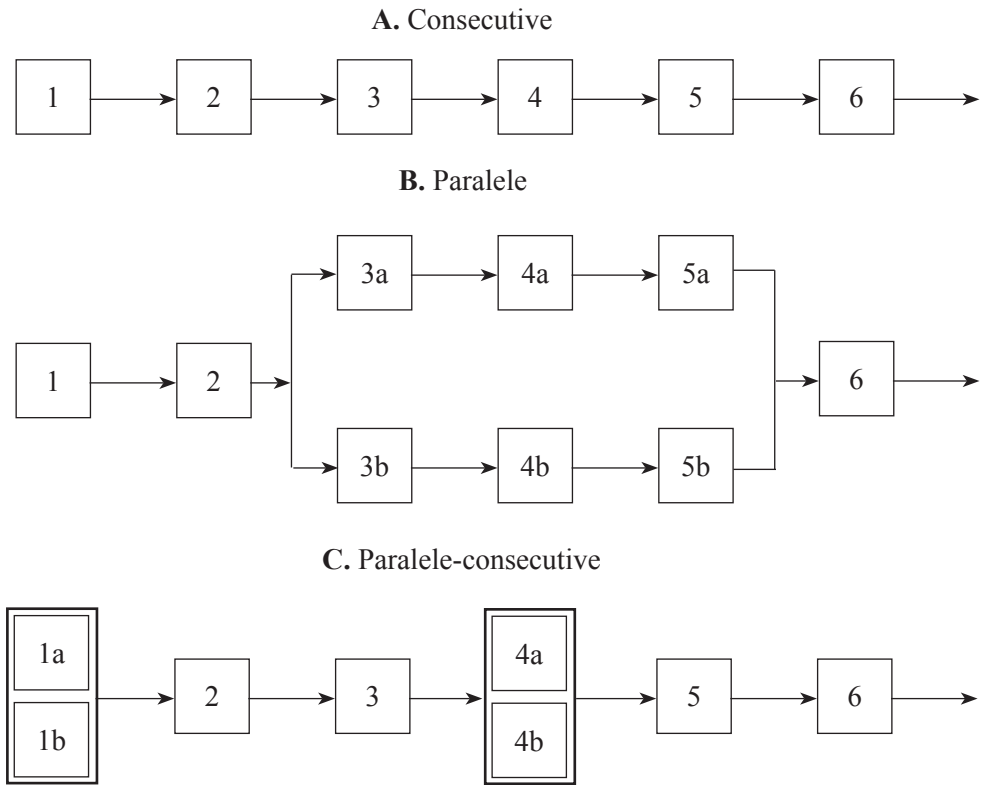 A. Consecutive
1 2 3 4 5 6
B. Paralele
3a 4a 5a
1 2 6
3b 4b 5b
C. Paralele-consecutive
1a 4a
2 3 5 6
1b 4b